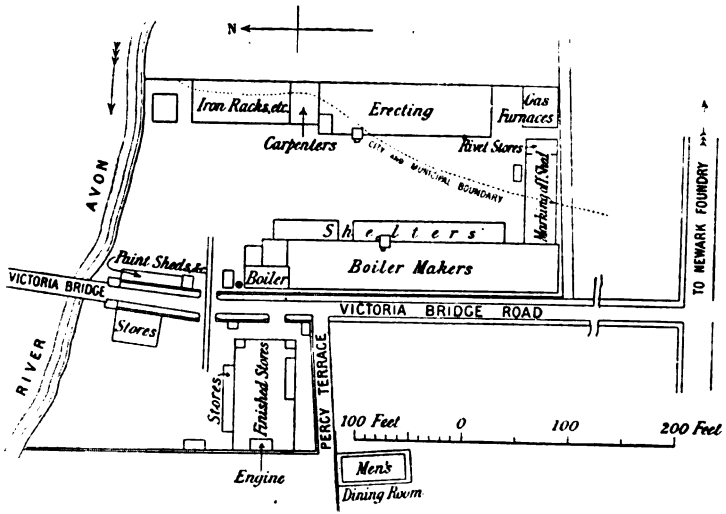 N
Iron Racks, etc.
Erecting
Gas
Furnaces
Carpenters
Rivet Stores
CITY AND MUNICIPAL BOUNDARY
Marking off Shed
AVON
RIVER
Shelters
Paint Sheds, &c.
Boiler
Boiler Makers
TO NEWARK FOUNDRY
VICTORIA BRIDGE
VICTORIA BRIDGE ROAD
Stores
Stores
Finished Stores
PERCY TERRACE
Engine
100 Feet 0 100 200 Feet
Men's
Dining Room